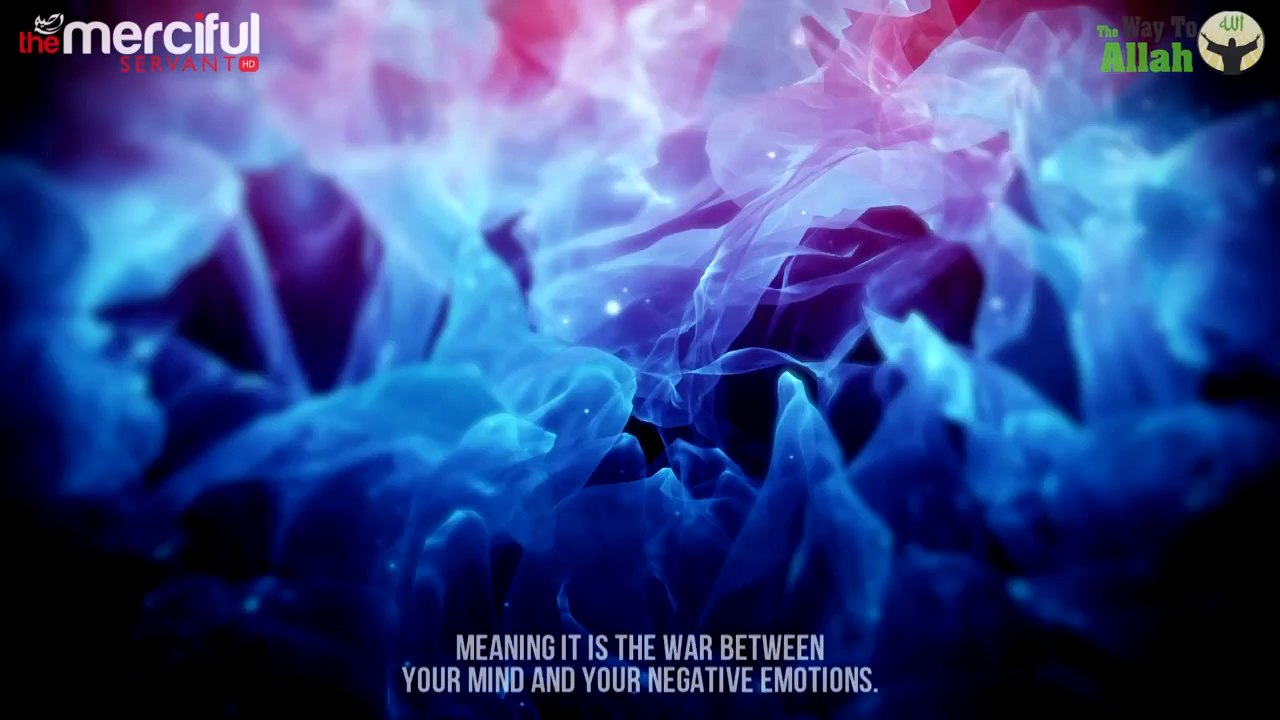 the merciful
SERVANT HD
The Way To
Allah
الله
MEANING IT IS THE WAR BETWEEN
YOUR MIND AND YOUR NEGATIVE EMOTIONS.